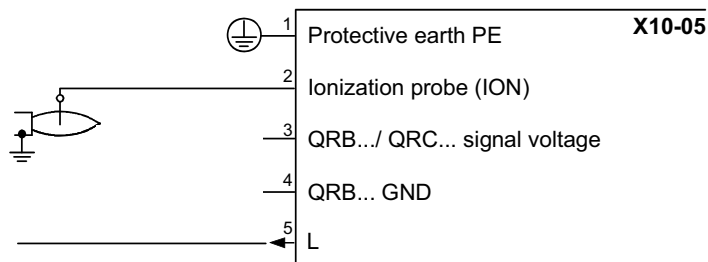 X10-05
1 Protective earth PE
2 Ionization probe (ION)
3 QRB.../ QRC... signal voltage
4 QRB... GND
5 L